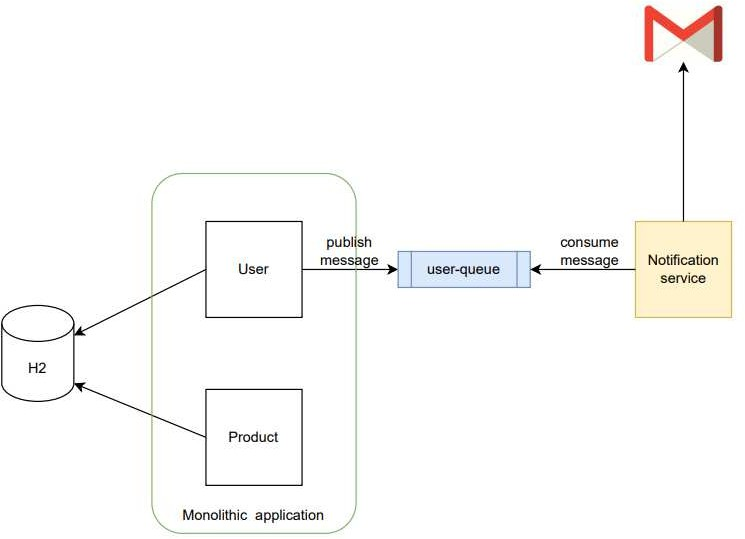 publish
message
consume
message
User
user-queue
Notification
service
H2
Product
Monolithic application